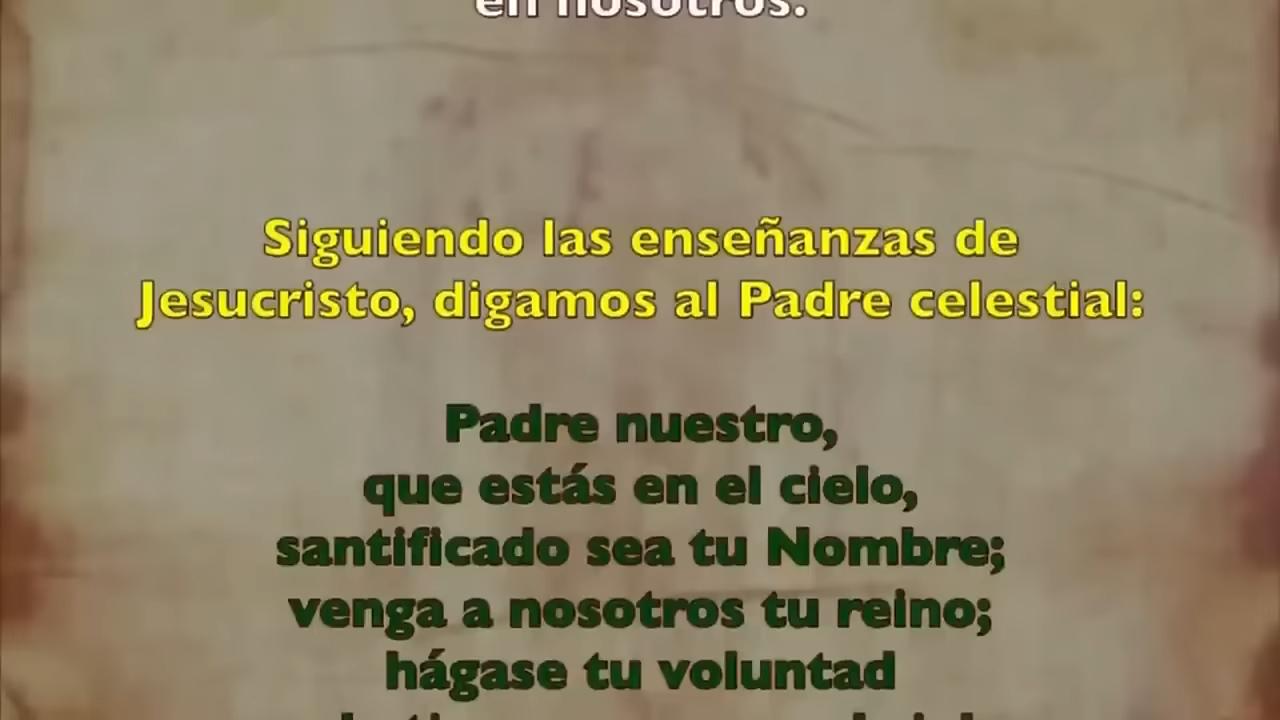 en nosotros.
Siguiendo las enseñanzas de
Jesucristo, digamos al Padre celestial:
Padre nuestro,
que estás en el cielo,
santificado sea tu Nombre;
venga a nosotros tu reino;
hágase tu voluntad